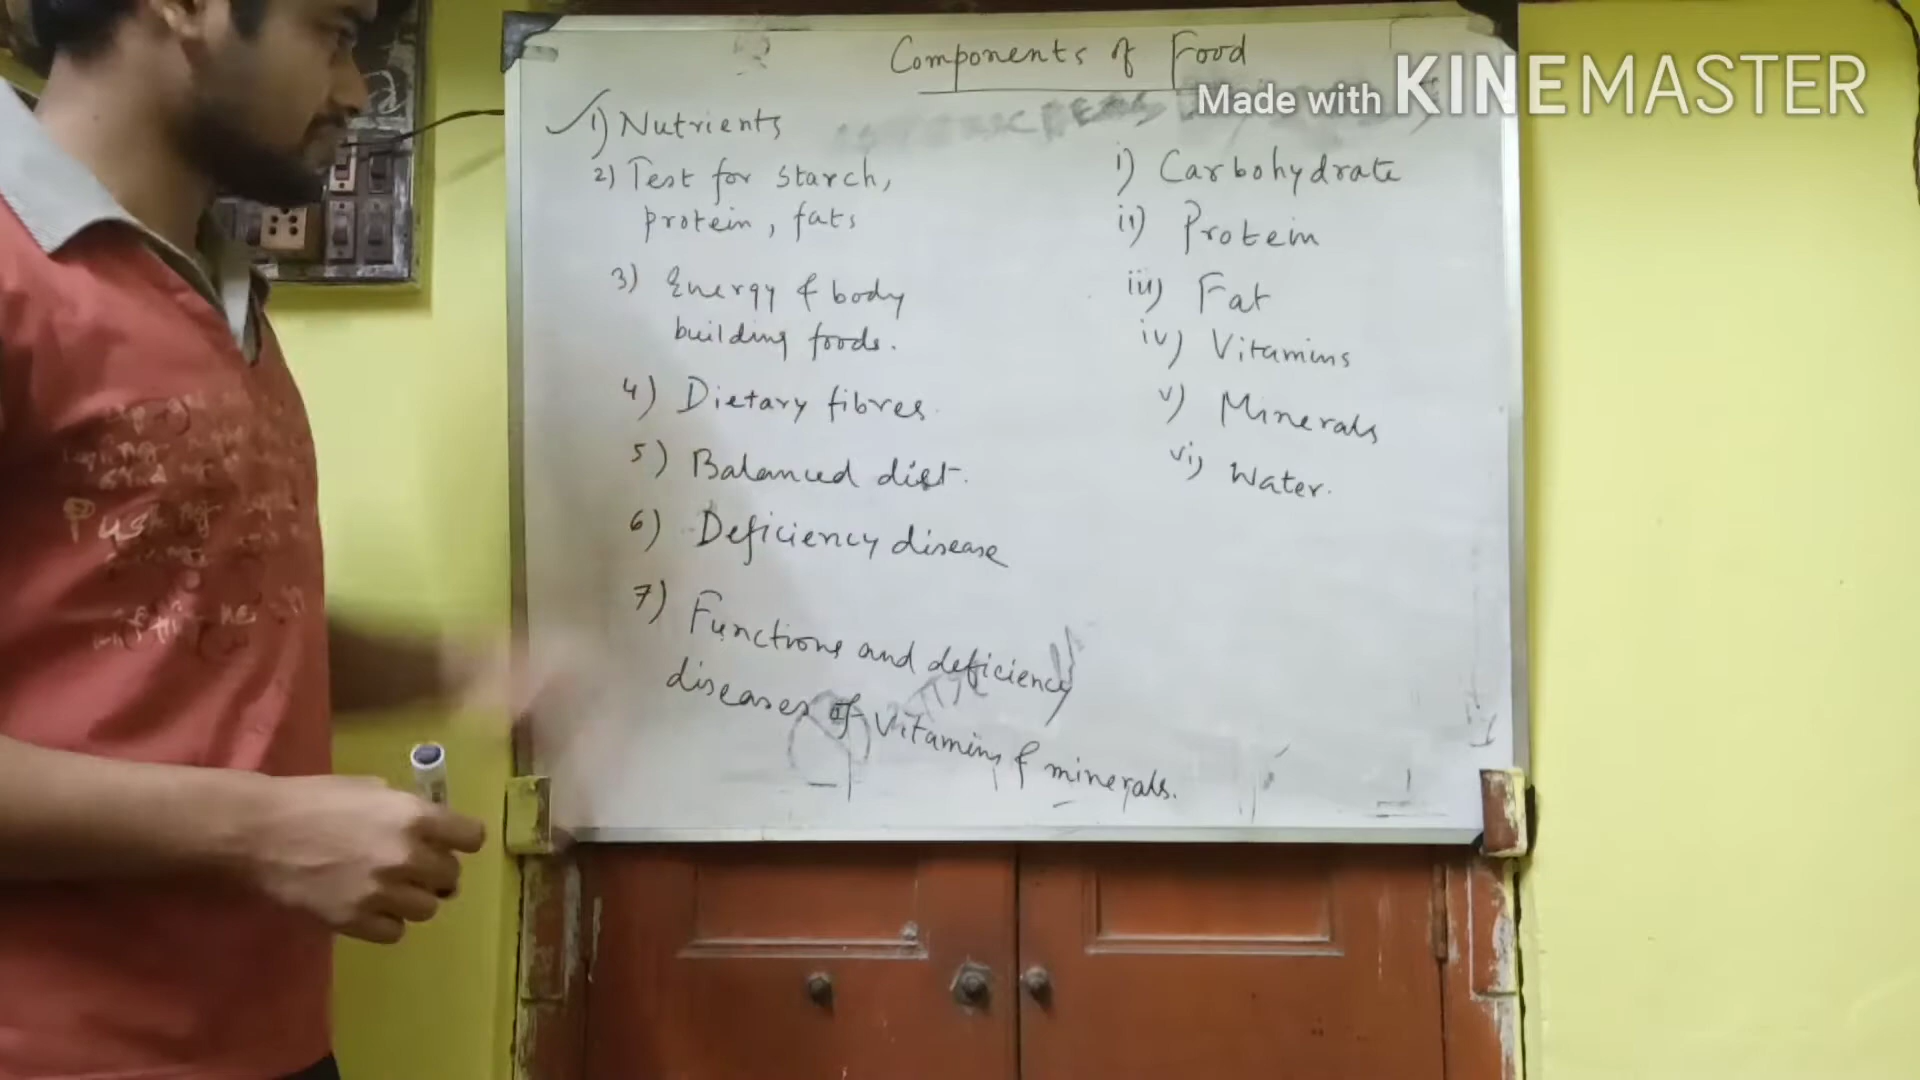 Components of Food
Made with KINEMASTER
1) Nutrients
2) Test for starch,
protein, fats
3) Energy & body
building foods.
4) Dietary fibres
5) Balanced diet.
6) Deficiency disease
7) Functions and deficiency
diseases of vitamins & minerals.
i) Carbohydrate
ii) Protein
iii) Fat
iv) Vitamins
v) Minerals
vi) Water.